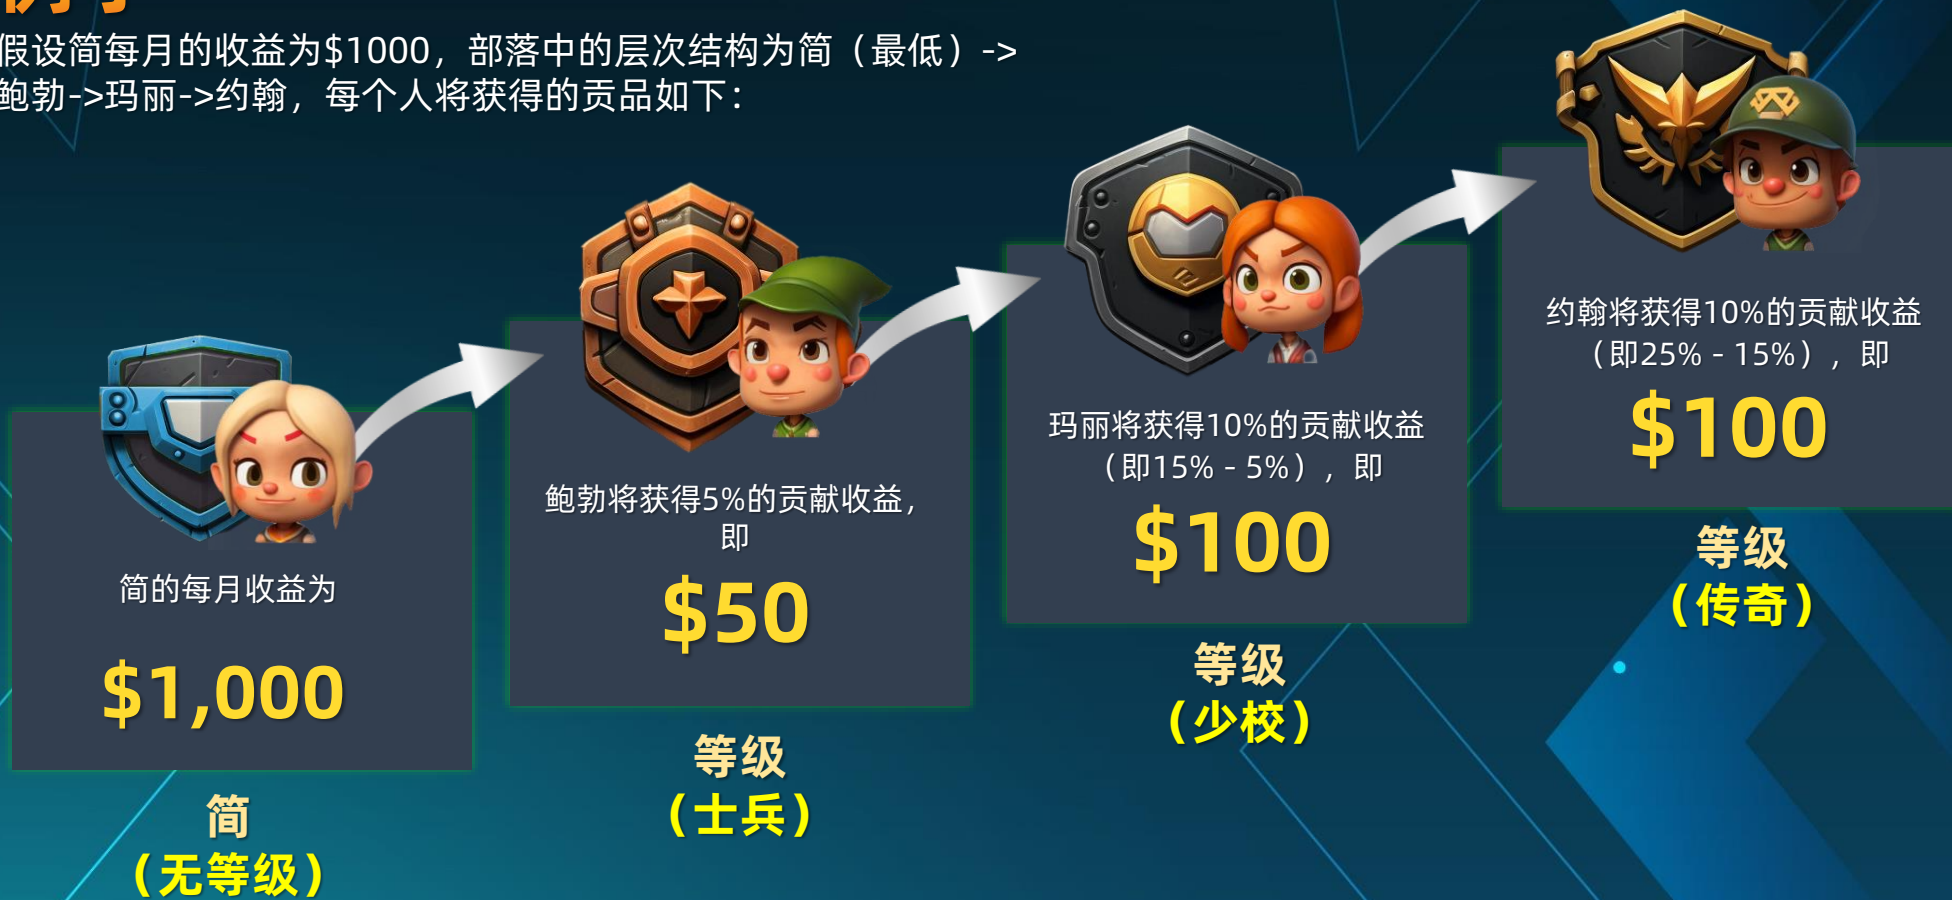 假设简每月的收益为$1000，部落中的层次结构为简（最低）->
鲍勃->玛丽->约翰，每个人将获得的贡品如下：
简的每月收益为
$1,000
简
（无等级）
鲍勃将获得5%的贡献收益，
即
$50
等级
（士兵）
玛丽将获得10%的贡献收益
（即15% - 5%），即
$100
等级
（少校）
约翰将获得10%的贡献收益
（即25% - 15%），即
$100
等级
（传奇）